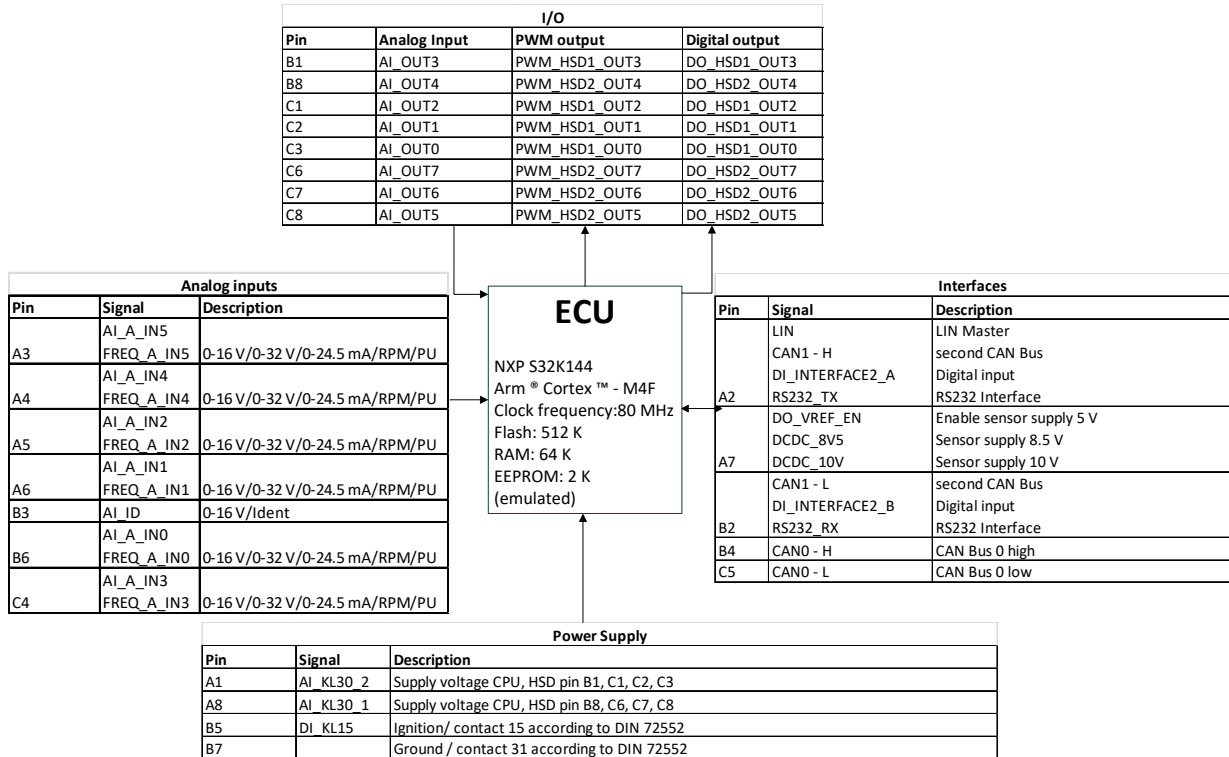 I/O
Pin Analog Input PWM output Digital output
B1 AI_OUT3 PWM_HSD1_OUT3 DO_HSD1_OUT3
B8 AI_OUT4 PWM_HSD2_OUT4 DO_HSD2_OUT4
C1 AI_OUT2 PWM_HSD1_OUT2 DO_HSD1_OUT2
C2 AI_OUT1 PWM_HSD1_OUT1 DO_HSD1_OUT1
C3 AI_OUT0 PWM_HSD1_OUT0 DO_HSD1_OUT0
C6 AI_OUT7 PWM_HSD2_OUT7 DO_HSD2_OUT7
C7 AI_OUT6 PWM_HSD2_OUT6 DO_HSD2_OUT6
C8 AI_OUT5 PWM_HSD2_OUT5 DO_HSD2_OUT5
Analog inputs
Pin Signal Description
AI_A_IN5
A3 FREQ_A_IN5 0-16 V/0-32 V/0-24.5 mA/RPM/PU
AI_A_IN4
A4 FREQ_A_IN4 0-16 V/0-32 V/0-24.5 mA/RPM/PU
AI_A_IN2
A5 FREQ_A_IN2 0-16 V/0-32 V/0-24.5 mA/RPM/PU
AI_A_IN1
A6 FREQ_A_IN1 0-16 V/0-32 V/0-24.5 mA/RPM/PU
B3 AI_ID 0-16 V/Ident
AI_A_IN0
B6 FREQ_A_IN0 0-16 V/0-32 V/0-24.5 mA/RPM/PU
AI_A_IN3
C4 FREQ_A_IN3 0-16 V/0-32 V/0-24.5 mA/RPM/PU
ECU
NXP S32K144
Arm ® Cortex ™ - M4F
Clock frequency:80 MHz
Flash: 512 K
RAM: 64 K
EEPROM: 2 K
(emulated)
Interfaces
Pin Signal Description
LIN LIN Master
CAN1 - H second CAN Bus
DI_INTERFACE2_A Digital input
A2 RS232_TX RS232 Interface
DO_VREF_EN Enable sensor supply 5 V
DCDC_8V5 Sensor supply 8.5 V
A7 DCDC_10V Sensor supply 10 V
CAN1 - L second CAN Bus
DI_INTERFACE2_B Digital input
B2 RS232_RX RS232 Interface
B4 CAN0 - H CAN Bus 0 high
C5 CAN0 - L CAN Bus 0 low
Power Supply
Pin Signal Description
A1 AI_KL30_2 Supply voltage CPU, HSD pin B1, C1, C2, C3
A8 AI_KL30_1 Supply voltage CPU, HSD pin B8, C6, C7, C8
B5 DI_KL15 Ignition/ contact 15 according to DIN 72552
B7 Ground / contact 31 according to DIN 72552